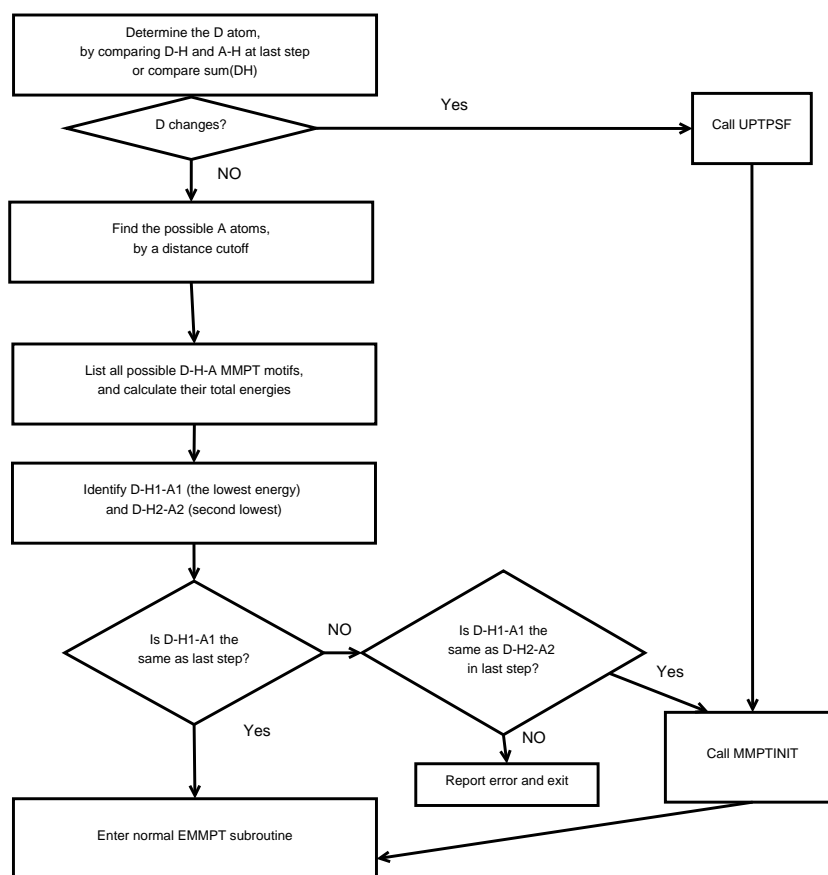 Determine the D atom,
by comparing D-H and A-H at last step
or compare sum(DH)
D changes?
Yes
Call UPTPSF
NO
Find the possible A atoms,
by a distance cutoff
List all possible D-H-A MMPT motifs,
and calculate their total energies
Identify D-H1-A1 (the lowest energy)
and D-H2-A2 (second lowest)
Is D-H1-A1 the
same as last step?
NO
Is D-H1-A1 the
same as D-H2-A2
in last step?
Yes
Yes
NO
Call MMPTINIT
Report error and exit
Enter normal EMMPT subroutine